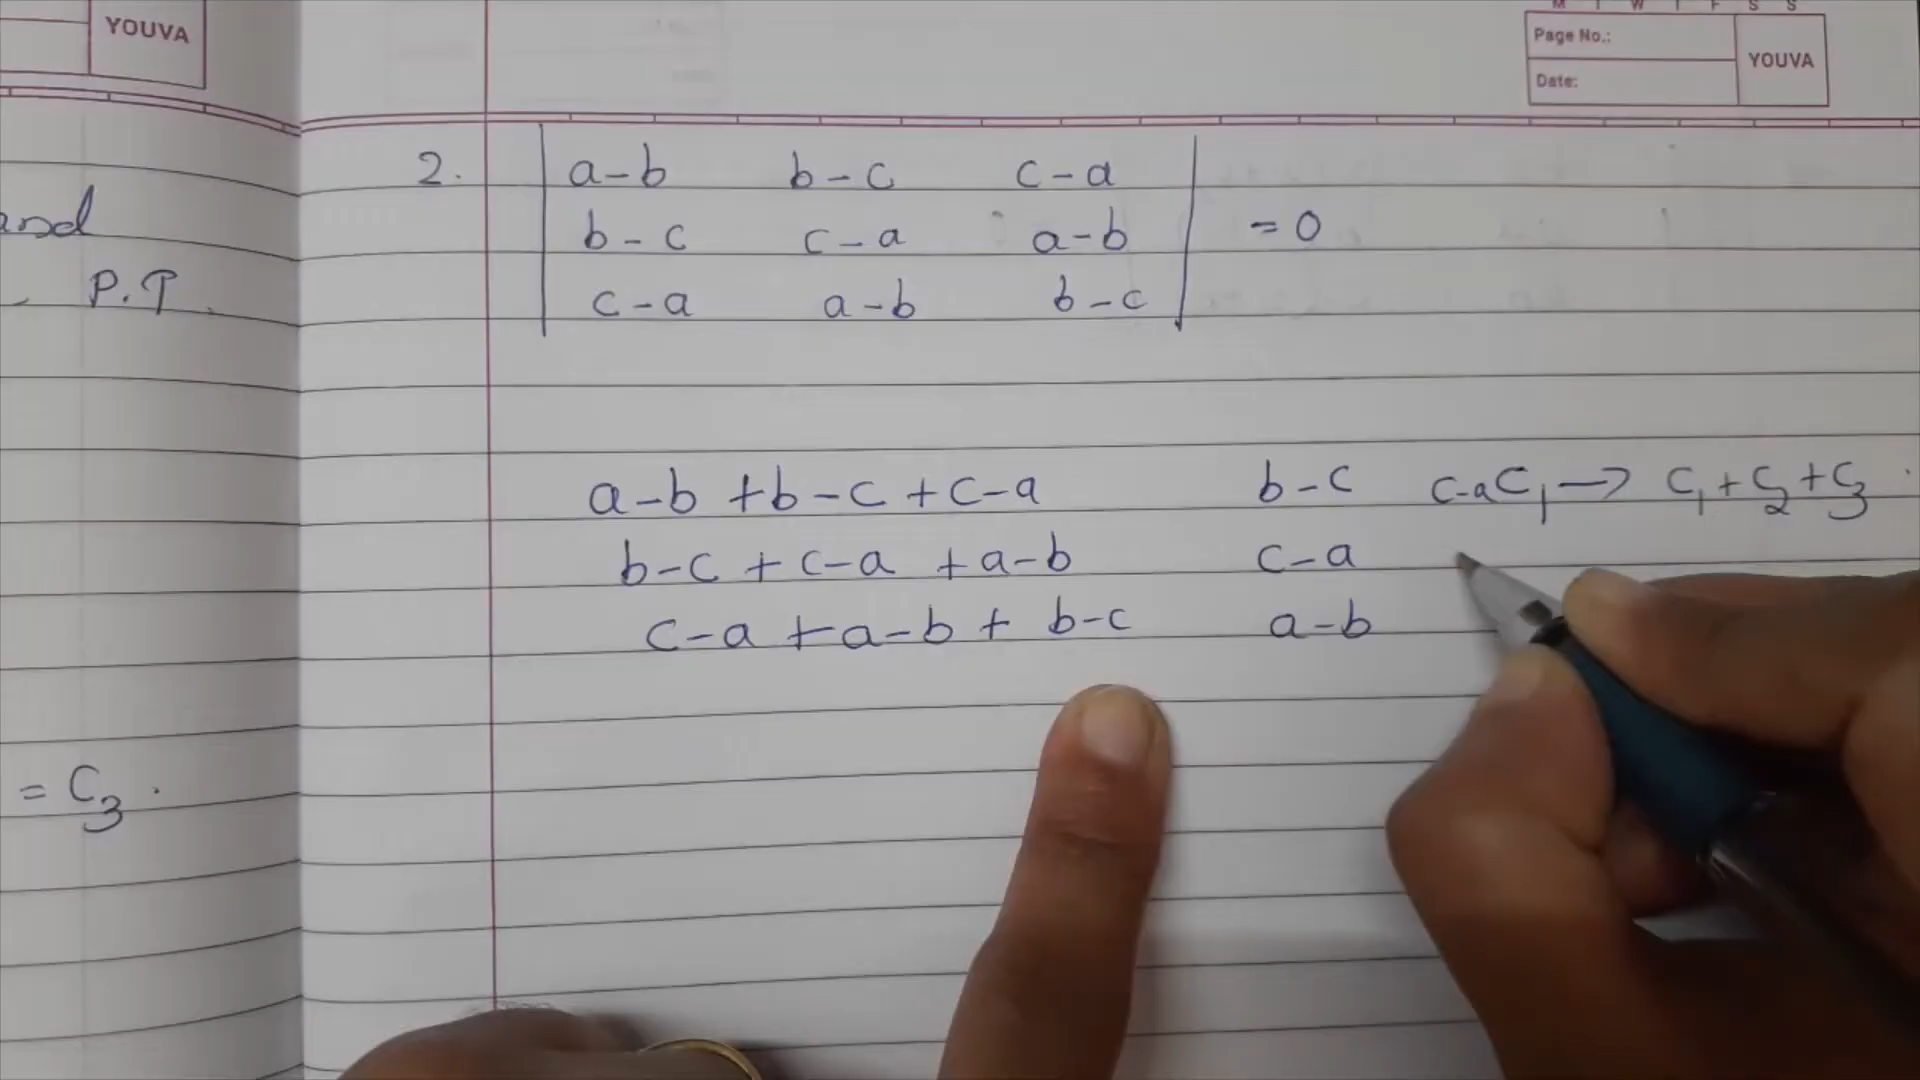 YOUVA
M T W T F S S
Page No.:
YOUVA
Date:
and
P.T.
= C3.
2. | a-b b-c c-a |
| b-c c-a a-b | = 0
| c-a a-b b-c |
a-b +b-c +c-a b-c c-a C1 → C1 + C2 + C3.
b-c + c-a + a-b c-a
c-a + a-b + b-c a-b